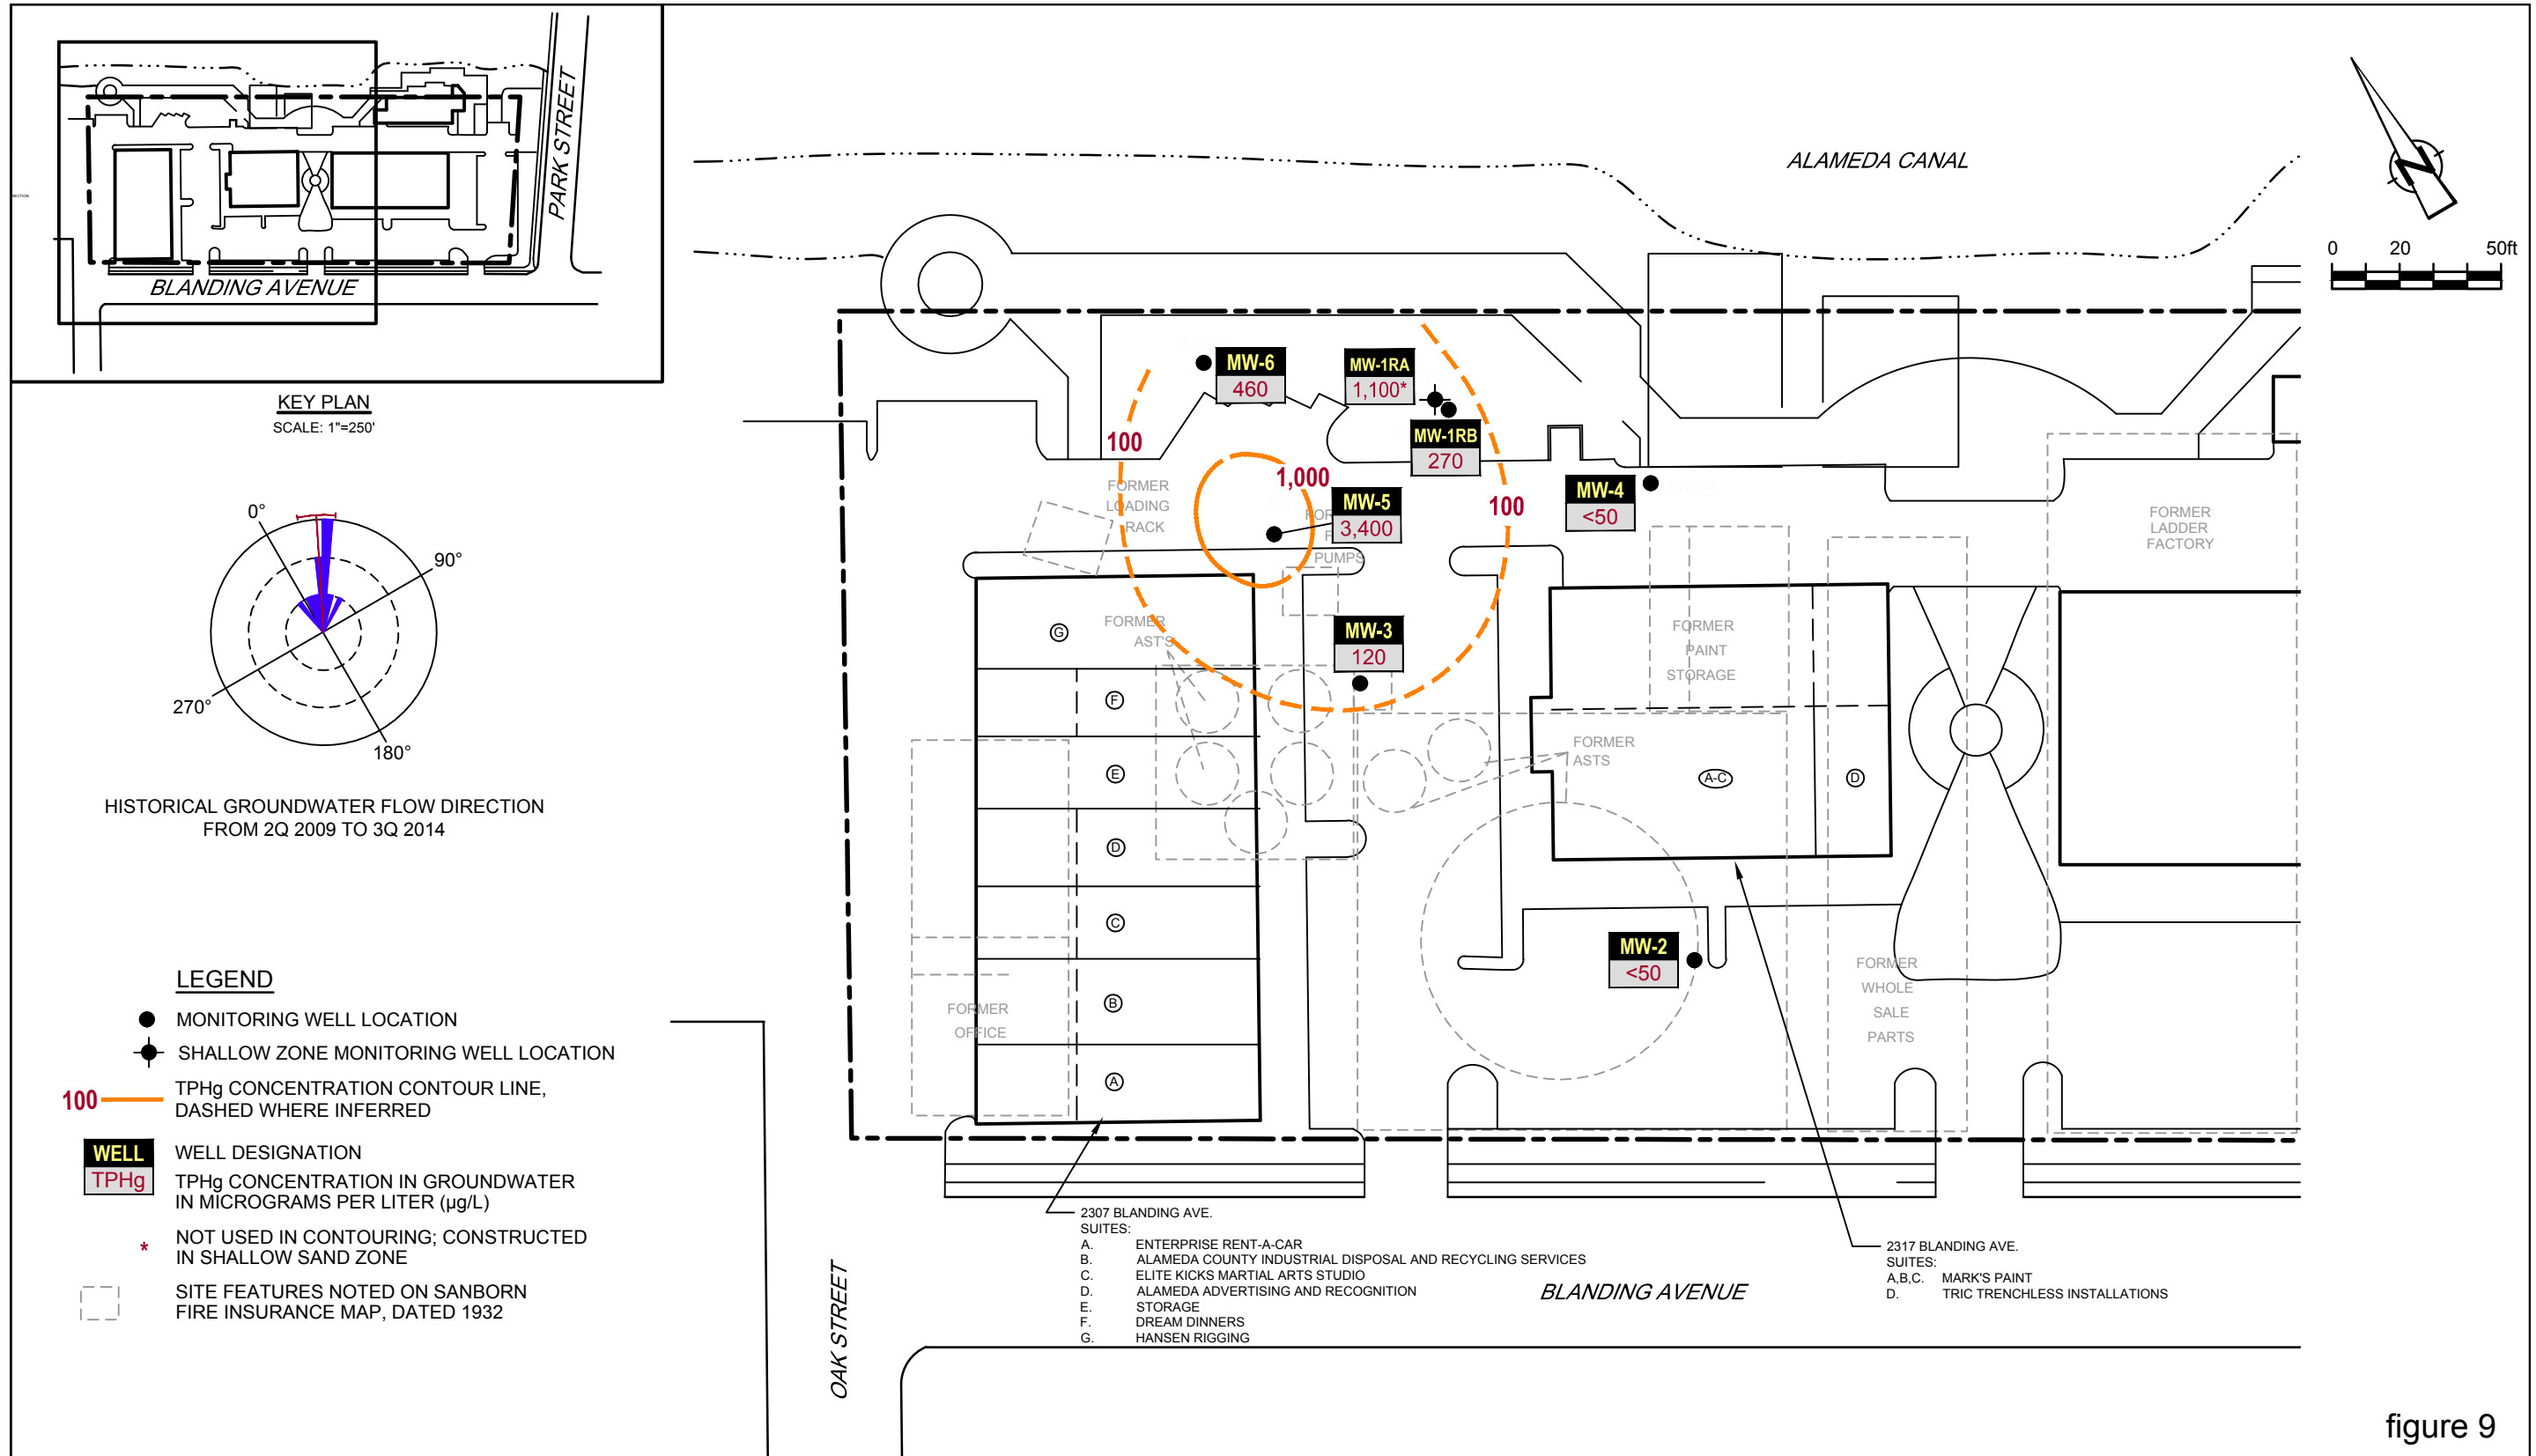 PARK STREET
BLANDING AVENUE
KEY PLAN
SCALE: 1"=250'
0°
90°
270°
180°
HISTORICAL GROUNDWATER FLOW DIRECTION
FROM 2Q 2009 TO 3Q 2014
LEGEND
MONITORING WELL LOCATION
SHALLOW ZONE MONITORING WELL LOCATION
100
TPHg CONCENTRATION CONTOUR LINE,
DASHED WHERE INFERRED
WELL
WELL DESIGNATION
TPHg
TPHg CONCENTRATION IN GROUNDWATER
IN MICROGRAMS PER LITER (µg/L)
*
NOT USED IN CONTOURING; CONSTRUCTED
IN SHALLOW SAND ZONE
SITE FEATURES NOTED ON SANBORN
FIRE INSURANCE MAP, DATED 1932
ALAMEDA CANAL
N
0 20 50ft
MW-6
460
MW-1RA
1,100*
MW-1RB
270
100
1,000
MW-5
3,400
100
MW-4
<50
FORMER
LOADING
RACK
PUMPS
FORMER
LADDER
FACTORY
G
FORMER
AST'S
MW-3
120
FORMER
PAINT
STORAGE
F
E
FORMER
ASTS
A-C
D
D
C
MW-2
<50
FORMER
WHOLE
SALE
PARTS
B
FORMER
OFFICE
A
2307 BLANDING AVE.
SUITES:
A. ENTERPRISE RENT-A-CAR
B. ALAMEDA COUNTY INDUSTRIAL DISPOSAL AND RECYCLING SERVICES
C. ELITE KICKS MARTIAL ARTS STUDIO
D. ALAMEDA ADVERTISING AND RECOGNITION
E. STORAGE
F. DREAM DINNERS
G. HANSEN RIGGING
2317 BLANDING AVE.
SUITES:
A,B,C. MARK'S PAINT
D. TRIC TRENCHLESS INSTALLATIONS
BLANDING AVENUE
OAK STREET
figure 9